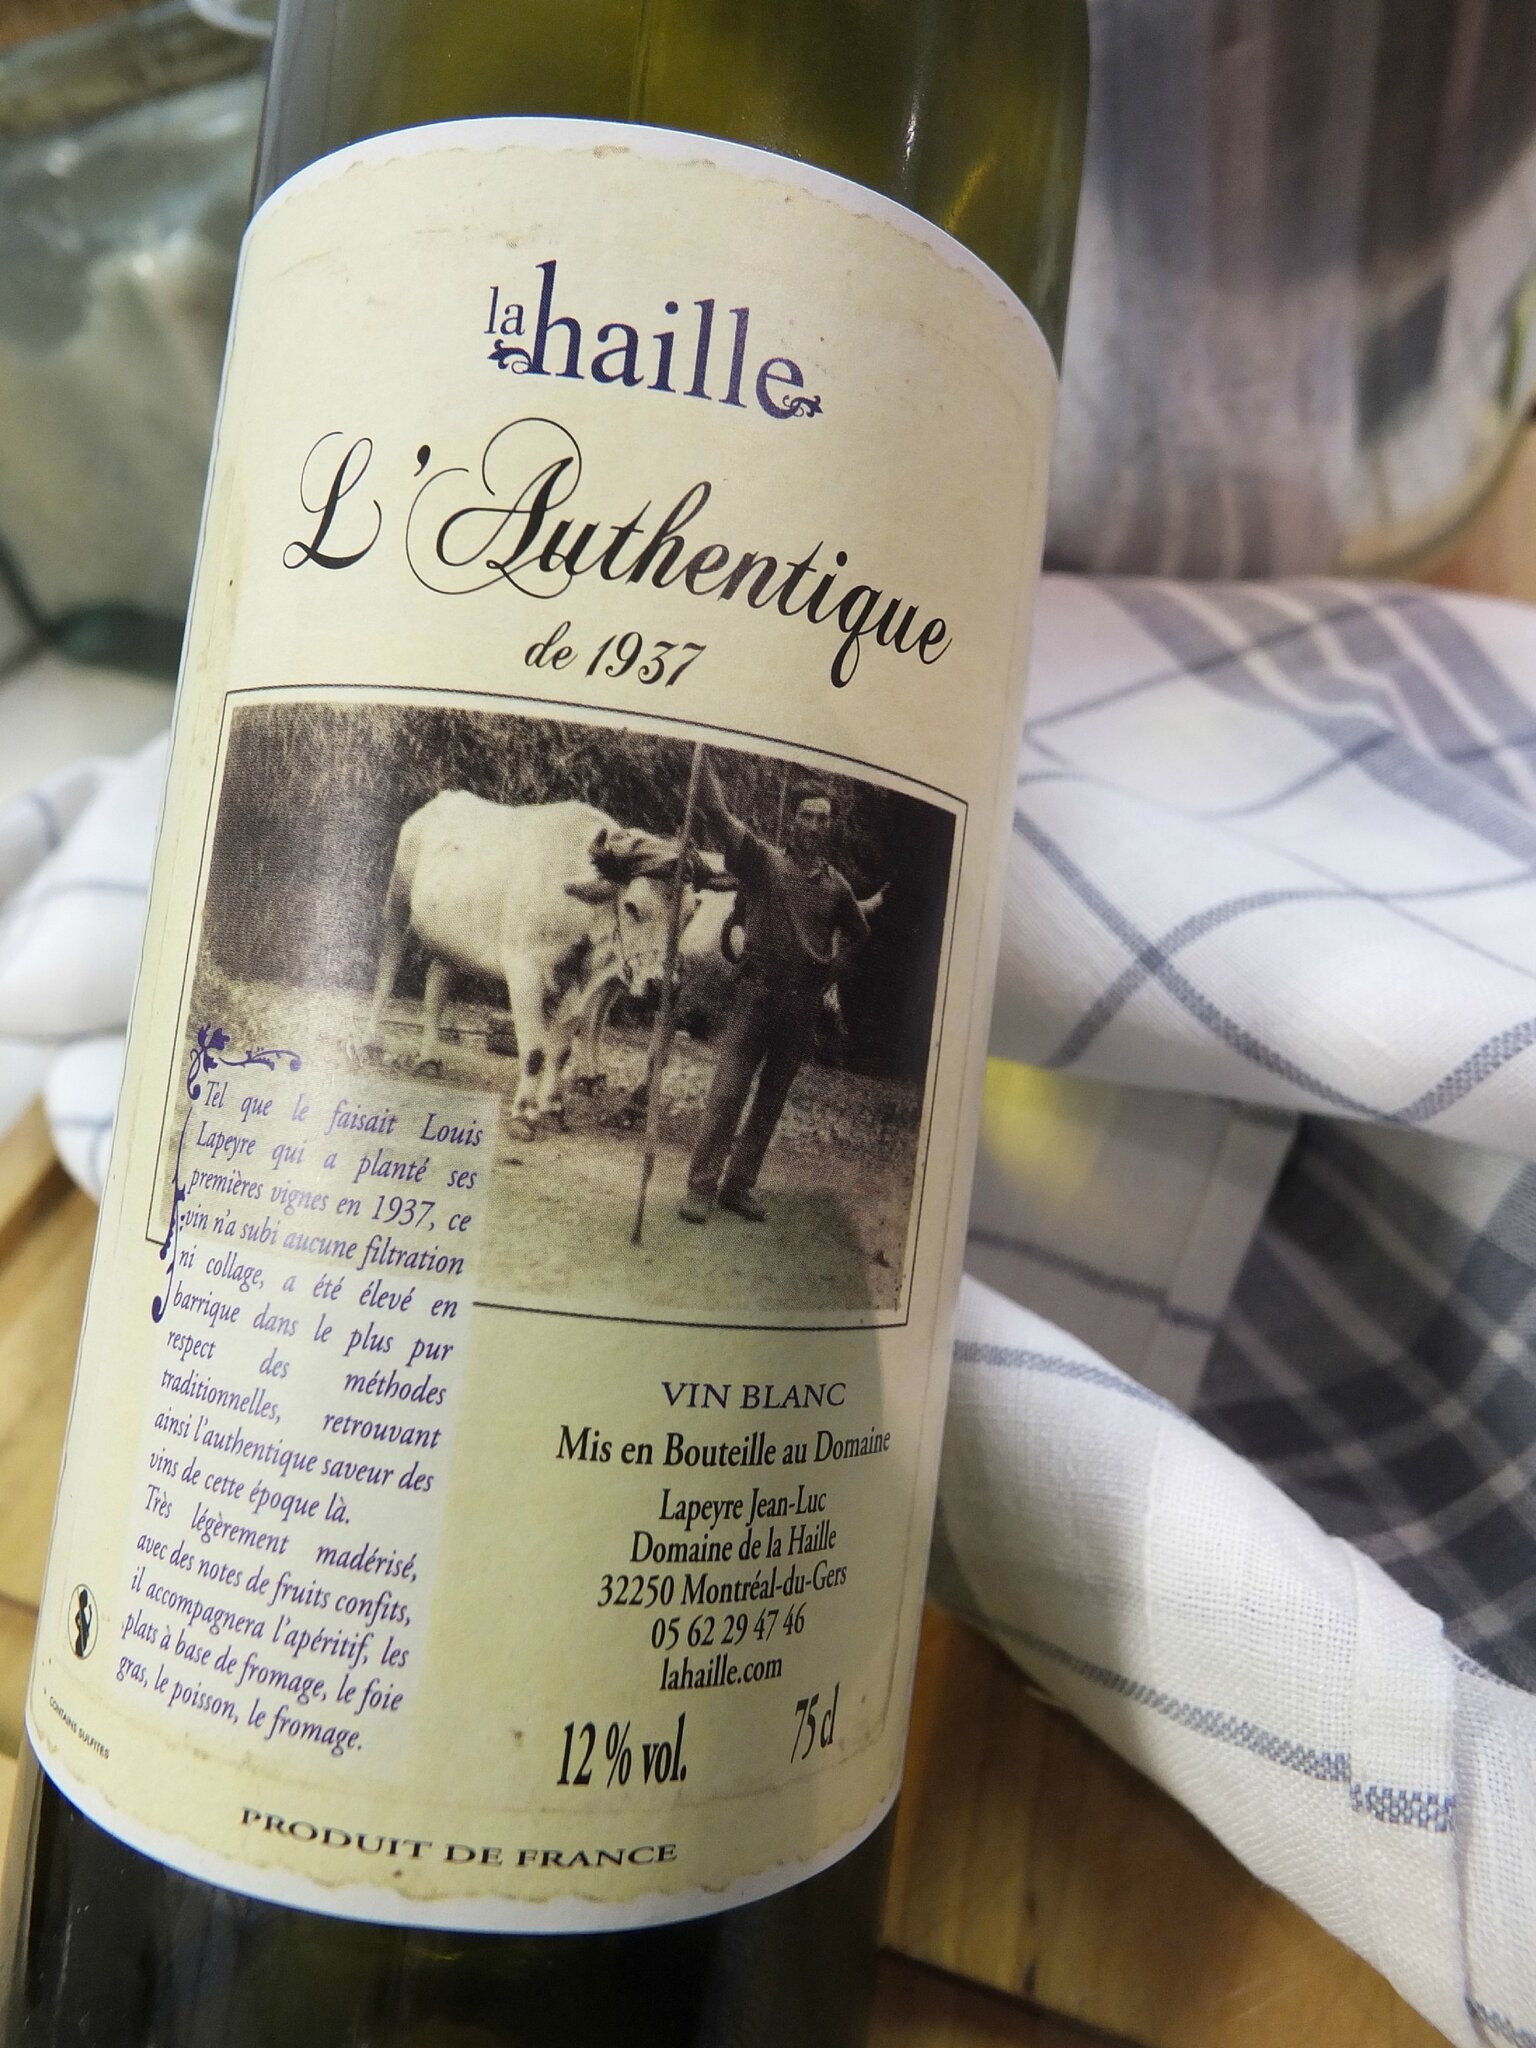 la haille
L'Authentique
de 1937
Tel que le faisait Louis
Lapeyre qui a planté ses
premières vignes en 1937, ce
vin n'a subi aucune filtration
ni collage, a été élevé en
barrique dans le plus pur
respect des méthodes
traditionnelles, retrouvant
ainsi l'authentique saveur des
vins de cette époque là.
Très légèrement madérisé,
avec des notes de fruits confits,
il accompagnera l'apéritif, les
plats à base de fromage, le foie
gras, le poisson, le fromage.
CONTAINS SULFITES
VIN BLANC
Mis en Bouteille au Domaine
Lapeyre Jean-Luc
Domaine de la Haille
32250 Montréal-du-Gers
05 62 29 47 46
lahaille.com
12 % vol. 75 cl
PRODUIT DE FRANCE